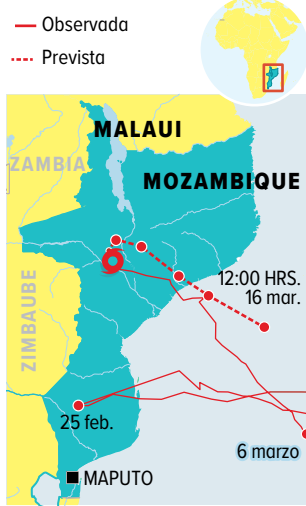 Observada
Prevista
MALAUI
ZAMBIA
MOZAMBIQUE
ZIMBAUBE
12:00 HRS.
16 mar.
25 feb.
6 marzo
MAPUTO